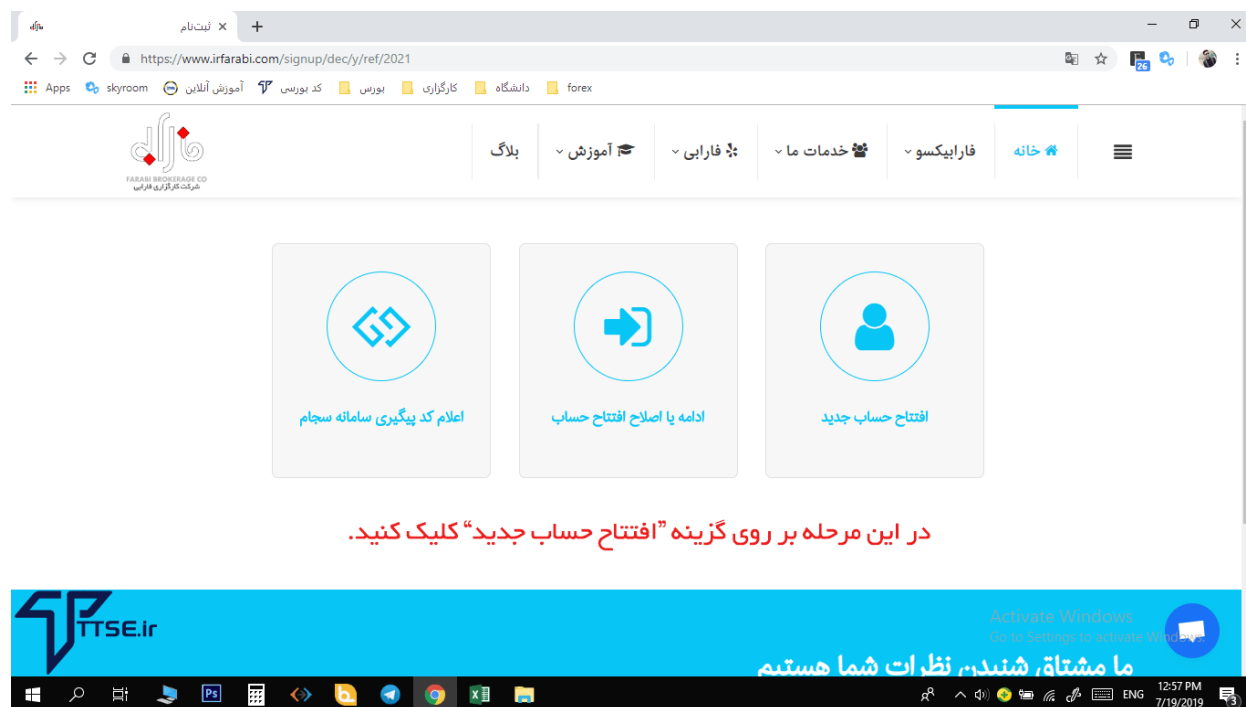 ثبت‌نام
https://www.irfarabi.com/signup/dec/y/ref/2021
26
Apps skyroom آموزش آنلاین کد بورسی بورس کارگزاری دانشگاه forex
خانه فارابیکسو خدمات ما فارابی آموزش بلاگ
FARABI BROKERAGE CO
شرکت کارگزاری فارابی
افتتاح حساب جدید
ادامه یا اصلاح افتتاح حساب
اعلام کد پیگیری سامانه سجام
در این مرحله بر روی گزینه ”افتتاح حساب جدید“ کلیک کنید.
TTSE.ir
Activate Windows
Go to Settings to activate Windows.
ما مشتاق شنیدن نظرات شما هستیم
Ps
ENG
12:57 PM
7/19/2019
3